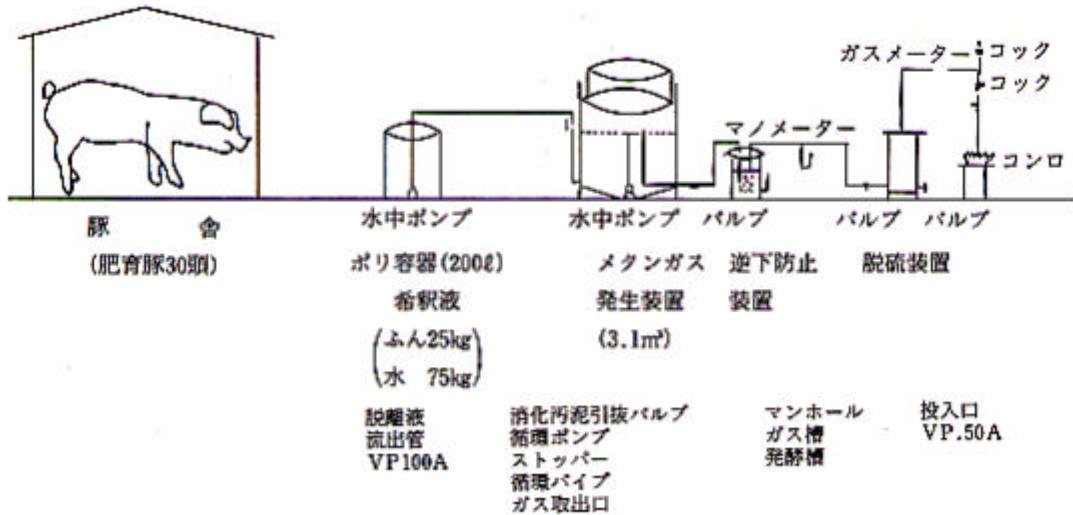 ガスメーター コック
コック
マノメーター
コンロ
豚 舎 水中ポンプ 水中ポンプ バルブ バルブ バルブ
(肥育豚30頭) ポリ容器(200ℓ) メタンガス 逆下防止 脱硫装置
希釈液 発生装置 装置
(ふん25kg (3.1m³)
水 75kg)
脱離液 消化汚泥引抜バルブ マンホール 投入口
流出管 循環ポンプ ガス槽 VP.50A
VP100A ストッパー 発酵槽
循環パイプ
ガス取出口